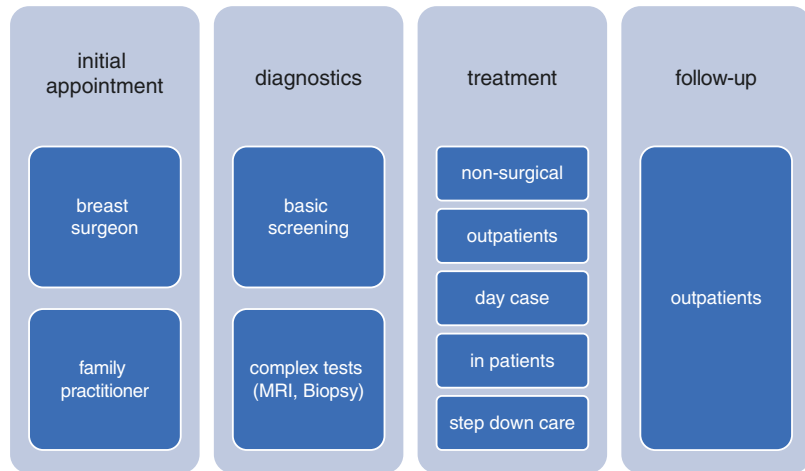 initial
appointment
breast
surgeon
family
practitioner
diagnostics
basic
screening
complex tests
(MRI, Biopsy)
treatment
non-surgical
outpatients
day case
in patients
step down care
follow-up
outpatients